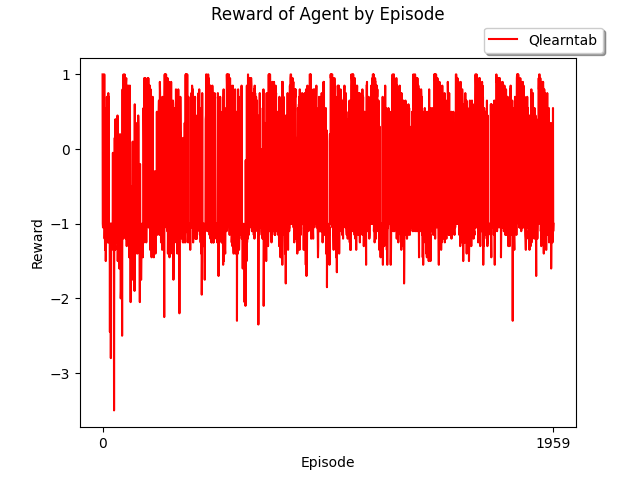 Reward of Agent by Episode
Qlearntab
1
0
−1
−2
−3
Reward
0
1959
Episode